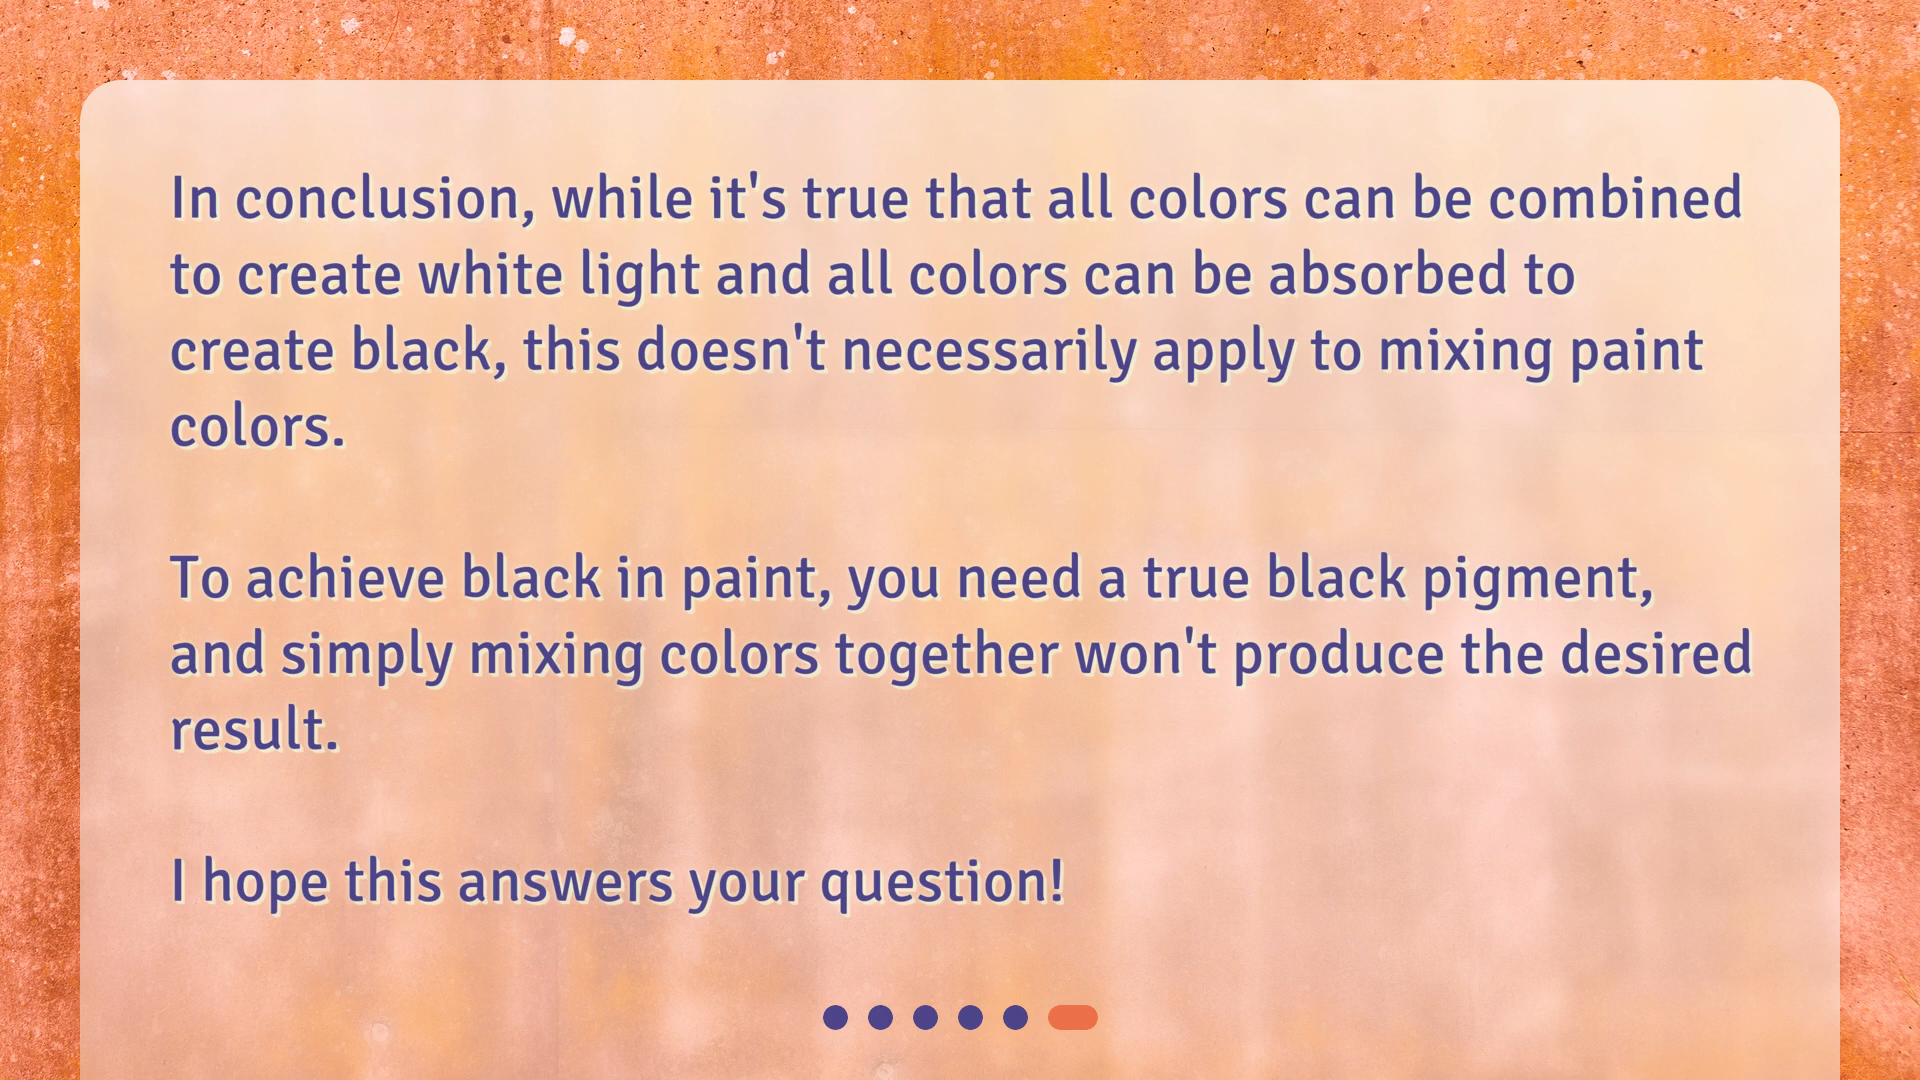 In conclusion, while it's true that all colors can be combined
to create white light and all colors can be absorbed to
create black, this doesn't necessarily apply to mixing paint
colors.
To achieve black in paint, you need a true black pigment,
and simply mixing colors together won't produce the desired
result.
I hope this answers your question!